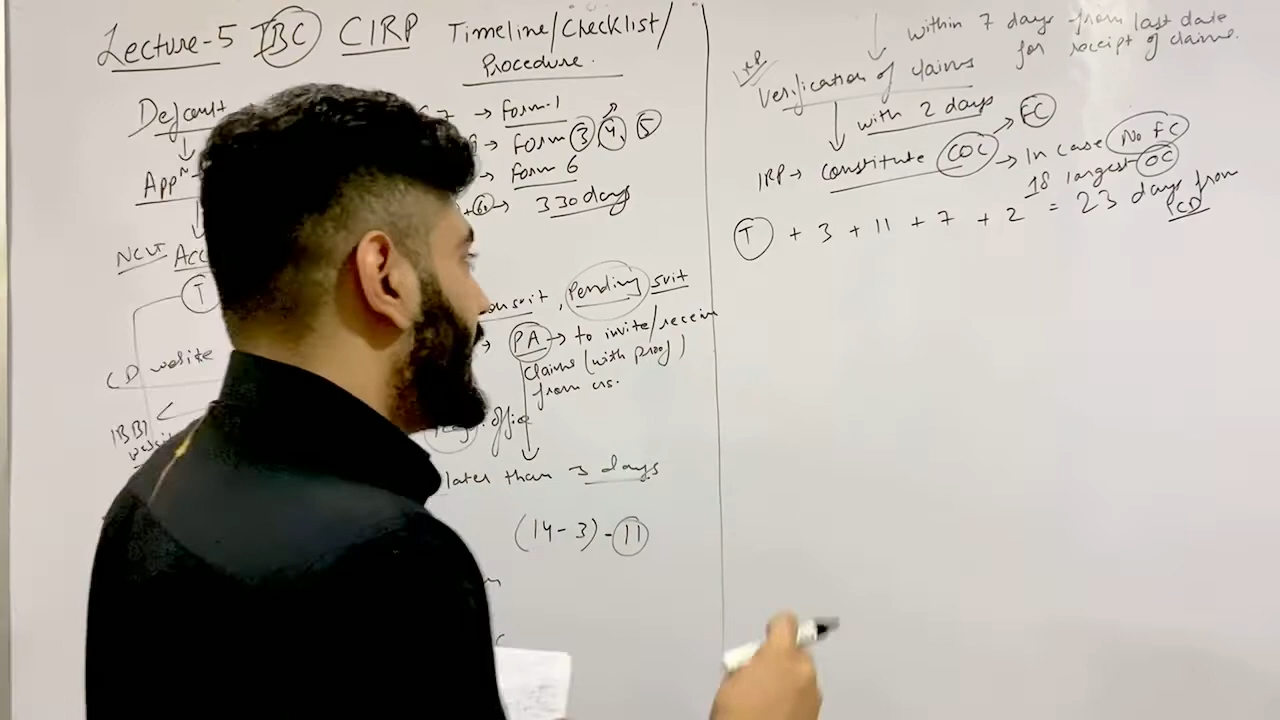 Lecture-5 IBC CIRP Timeline/Checklist/
Procedure.
Default
7 → Form-1
→ Form 3, 4, 5
Appⁿ
→ Form 6
→ 330 days
NCLT Acc
T
Pending suit
CD website
PA → to invite/receive
claims (with proof)
from crs.
IBBI
website
office
later than 3 days
(14-3) - 11
within 7 days from last date
for receipt of claims.
IRP
Verification of claims
with 2 days
IRP → constitute COC → FC
→ In case No FC
18 largest OC
T + 3 + 11 + 7 + 2 = 23 days from
ICD